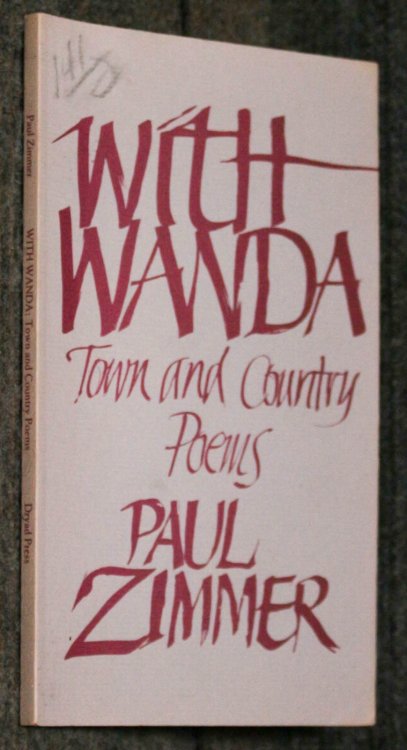 WITH
WANDA
Town and Country
Poems
PAUL
ZIMMER
Paul Zimmer WITH WANDA: Town and Country Poems Dryad Press